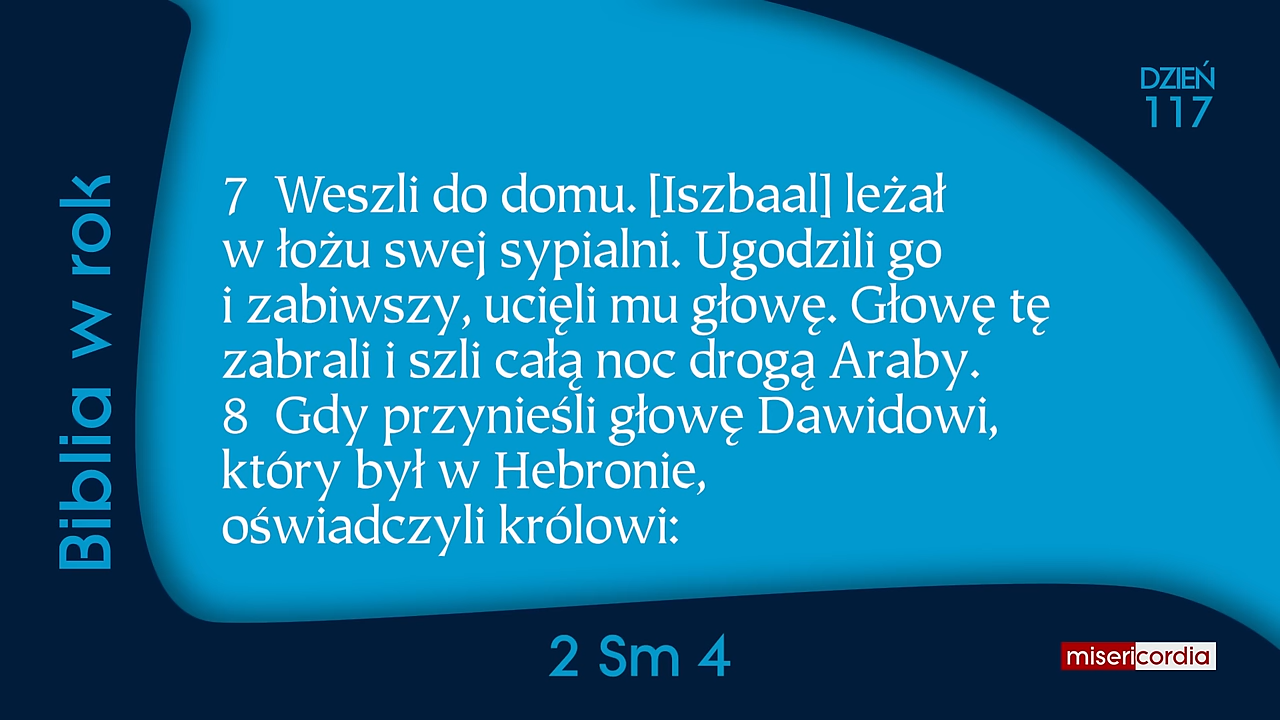 DZIEŃ
117
Biblia w rok
7 Weszli do domu. [Iszbaal] leżał
w łożu swej sypialni. Ugodzili go
i zabiwszy, ucięli mu głowę. Głowę tę
zabrali i szli całą noc drogą Araby.
8 Gdy przynieśli głowę Dawidowi,
który był w Hebronie,
oświadczyli królowi:
2 Sm 4
misericordia